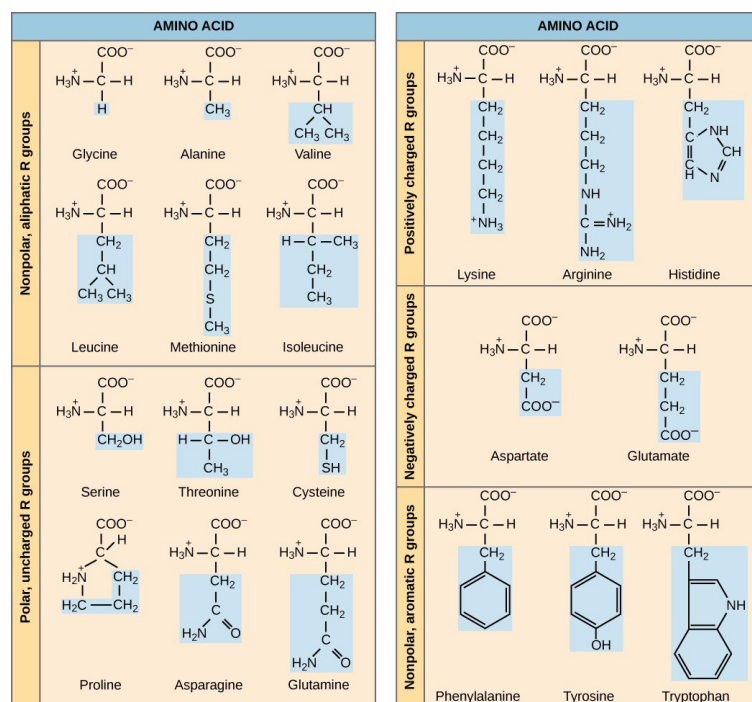 AMINO ACID
Nonpolar, aliphatic R groups
COO⁻ COO⁻ COO⁻
H₃N⁺ C H H₃N⁺ C H H₃N⁺ C H
H CH₃ CH
CH₃ CH₃
Glycine Alanine Valine
COO⁻ COO⁻ COO⁻
H₃N⁺ C H H₃N⁺ C H H₃N⁺ C H
CH₂ CH₂ H C CH₃
CH CH₂ CH₂
CH₃ CH₃ S CH₃
CH₃
Leucine Methionine Isoleucine
Polar, uncharged R groups
COO⁻ COO⁻ COO⁻
H₃N⁺ C H H₃N⁺ C H H₃N⁺ C H
CH₂OH H C OH CH₂
CH₃ SH
Serine Threonine Cysteine
COO⁻ COO⁻ COO⁻
C H H₃N⁺ C H H₃N⁺ C H
H₂N⁺ CH₂ CH₂ CH₂
H₂C CH₂ C CH₂
H₂N O C
H₂N O
Proline Asparagine Glutamine
AMINO ACID
Positively charged R groups
COO⁻ COO⁻ COO⁻
H₃N⁺ C H H₃N⁺ C H H₃N⁺ C H
CH₂ CH₂ CH₂
CH₂ CH₂ C NH
CH₂ CH₂ CH
CH₂ NH C H N
⁺NH₃ C NH₂⁺
NH₂
Lysine Arginine Histidine
Negatively charged R groups
COO⁻ COO⁻
H₃N⁺ C H H₃N⁺ C H
CH₂ CH₂
COO⁻ CH₂
COO⁻
Aspartate Glutamate
Nonpolar, aromatic R groups
COO⁻ COO⁻ COO⁻
H₃N⁺ C H H₃N⁺ C H H₃N⁺ C H
CH₂ CH₂ CH₂
NH
OH
Phenylalanine Tyrosine Tryptophan